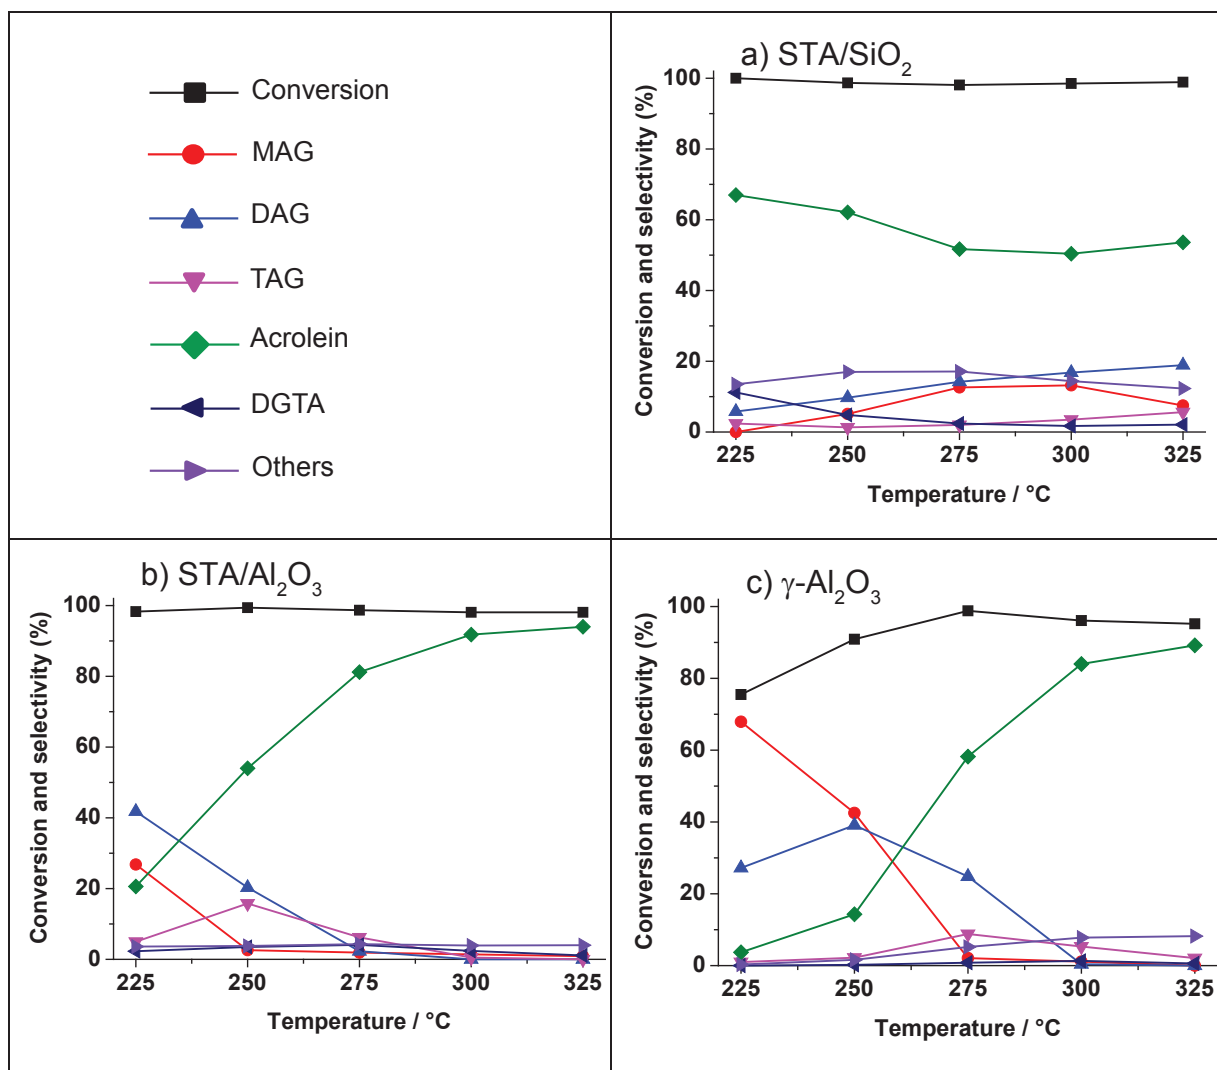 Conversion
MAG
DAG
TAG
Acrolein
DGTA
Others
a) STA/SiO₂
Conversion and selectivity (%)
100
80
60
40
20
0
225 250 275 300 325
Temperature / °C
b) STA/Al₂O₃
Conversion and selectivity (%)
100
80
60
40
20
0
225 250 275 300 325
Temperature / °C
c) γ-Al₂O₃
Conversion and selectivity (%)
100
80
60
40
20
0
225 250 275 300 325
Temperature / °C